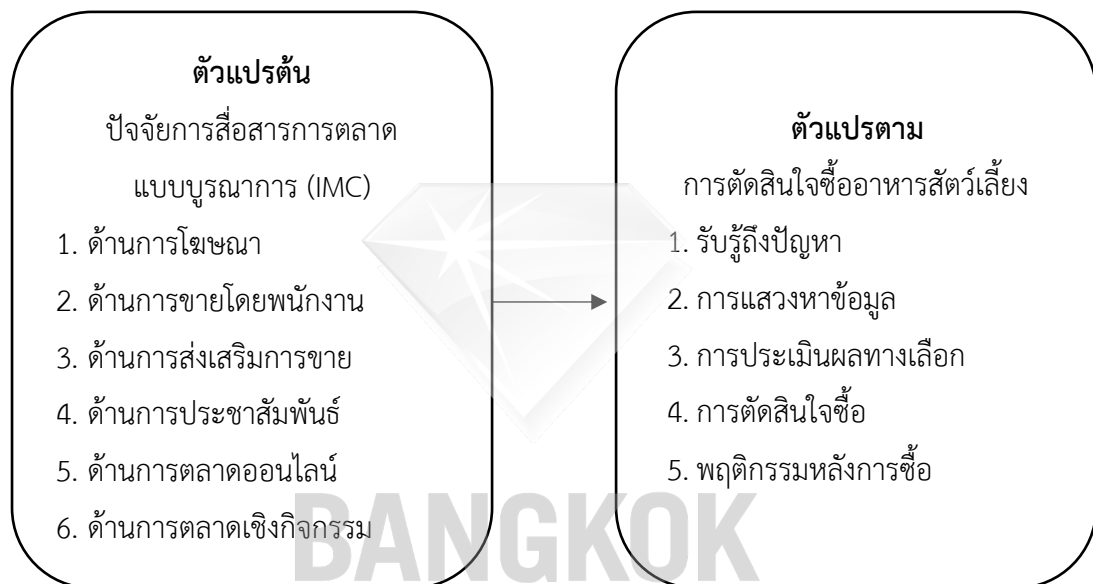 ตัวแปรต้น
ปัจจัยการสื่อสารการตลาด
แบบบูรณาการ (IMC)
1. ด้านการโฆษณา
2. ด้านการขายโดยพนักงาน
3. ด้านการส่งเสริมการขาย
4. ด้านการประชาสัมพันธ์
5. ด้านการตลาดออนไลน์
6. ด้านการตลาดเชิงกิจกรรม
ตัวแปรตาม
การตัดสินใจซื้ออาหารสัตว์เลี้ยง
1. รับรู้ถึงปัญหา
2. การแสวงหาข้อมูล
3. การประเมินผลทางเลือก
4. การตัดสินใจซื้อ
5. พฤติกรรมหลังการซื้อ
BANGKOK